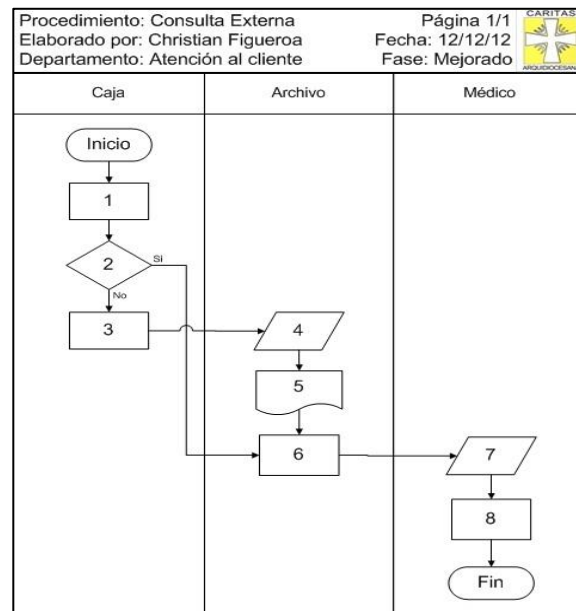 Procedimiento: Consulta Externa
Página 1/1
Elaborado por: Christian Figueroa
Fecha: 12/12/12
Departamento: Atención al cliente
Fase: Mejorado
CARITAS
ARQUIDIOCESANA
Caja
Archivo
Médico
Inicio
1
2
Si
No
3
4
5
6
7
8
Fin